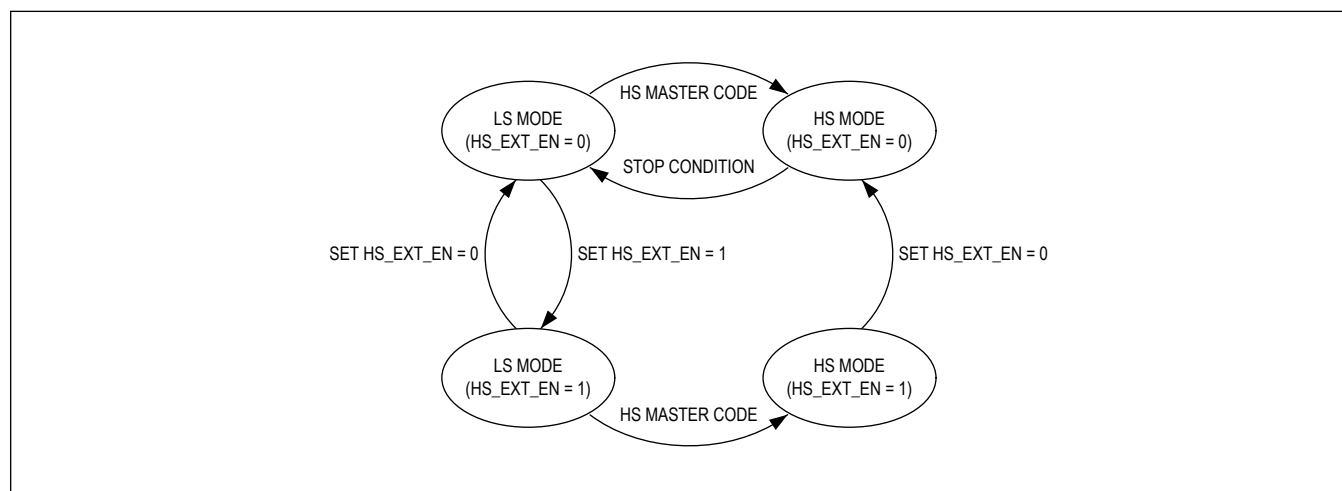 HS MASTER CODE
LS MODE
(HS_EXT_EN = 0)
HS MODE
(HS_EXT_EN = 0)
STOP CONDITION
SET HS_EXT_EN = 0
SET HS_EXT_EN = 1
SET HS_EXT_EN = 0
LS MODE
(HS_EXT_EN = 1)
HS MODE
(HS_EXT_EN = 1)
HS MASTER CODE